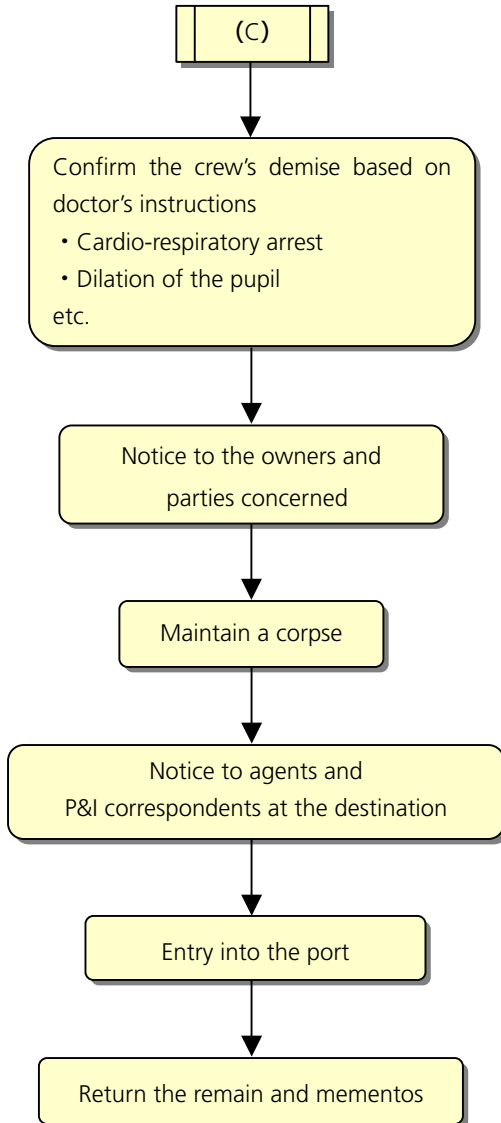 (C)
Confirm the crew's demise based on
doctor's instructions
・Cardio-respiratory arrest
・Dilation of the pupil
etc.
Notice to the owners and
parties concerned
Maintain a corpse
Notice to agents and
P&I correspondents at the destination
Entry into the port
Return the remain and mementos